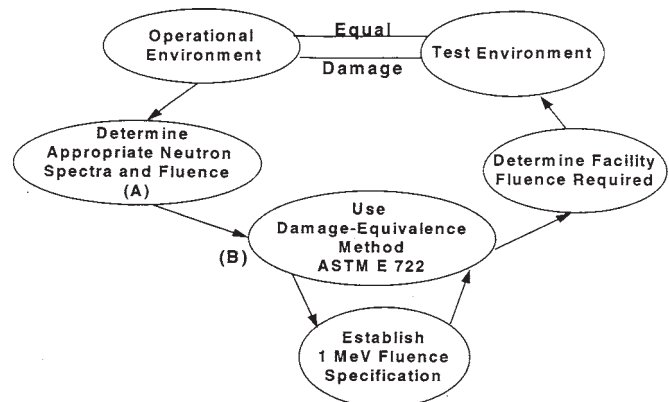 Operational
Environment
Equal
Damage
Test Environment
Determine
Appropriate Neutron
Spectra and Fluence
(A)
Determine Facility
Fluence Required
(B)
Use
Damage-Equivalence
Method
ASTM E 722
Establish
1 MeV Fluence
Specification